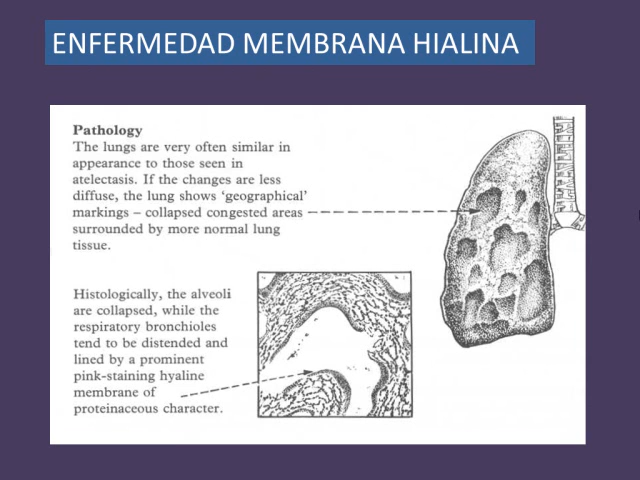 ENFERMEDAD MEMBRANA HIALINA
Pathology
The lungs are very often similar in
appearance to those seen in
atelectasis. If the changes are less
diffuse, the lung shows ‘geographical’
markings – collapsed congested areas
surrounded by more normal lung
tissue.
Histologically, the alveoli
are collapsed, while the
respiratory bronchioles
tend to be distended and
lined by a prominent
pink-staining hyaline
membrane of
proteinaceous character.